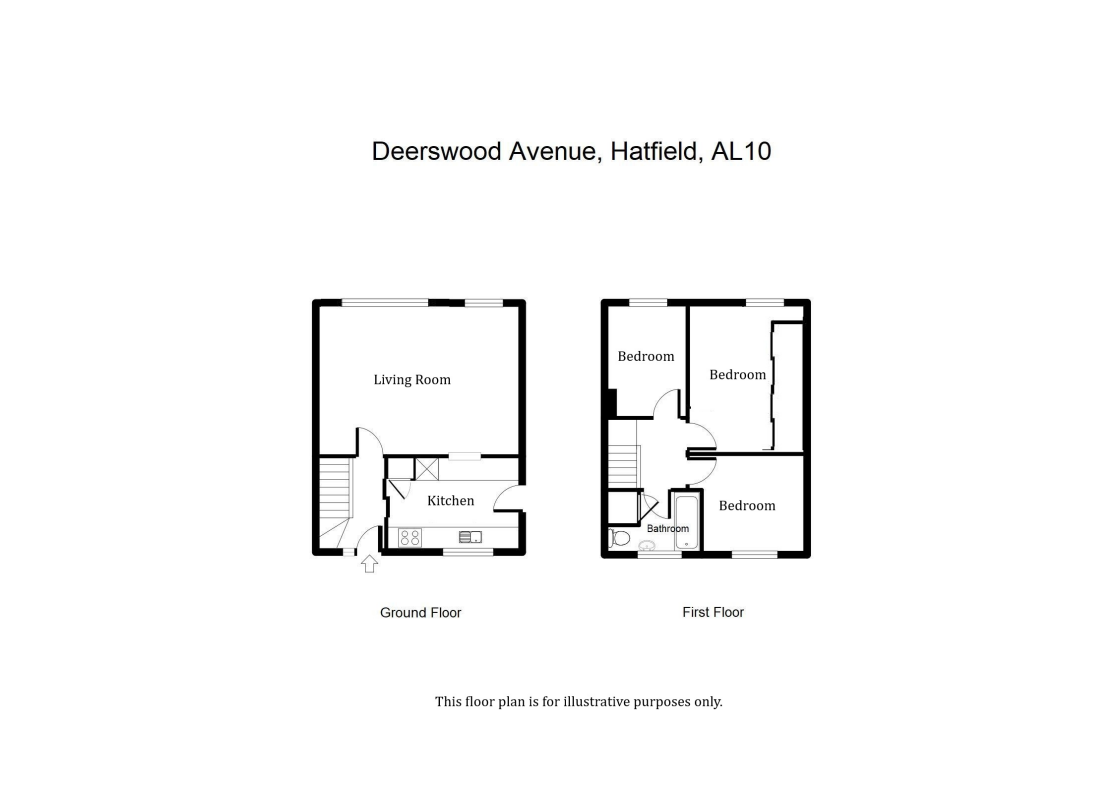 Deerswood Avenue, Hatfield, AL10
Living Room
Kitchen
Ground Floor
Bedroom
Bedroom
Bedroom
Bathroom
First Floor
This floor plan is for illustrative purposes only.